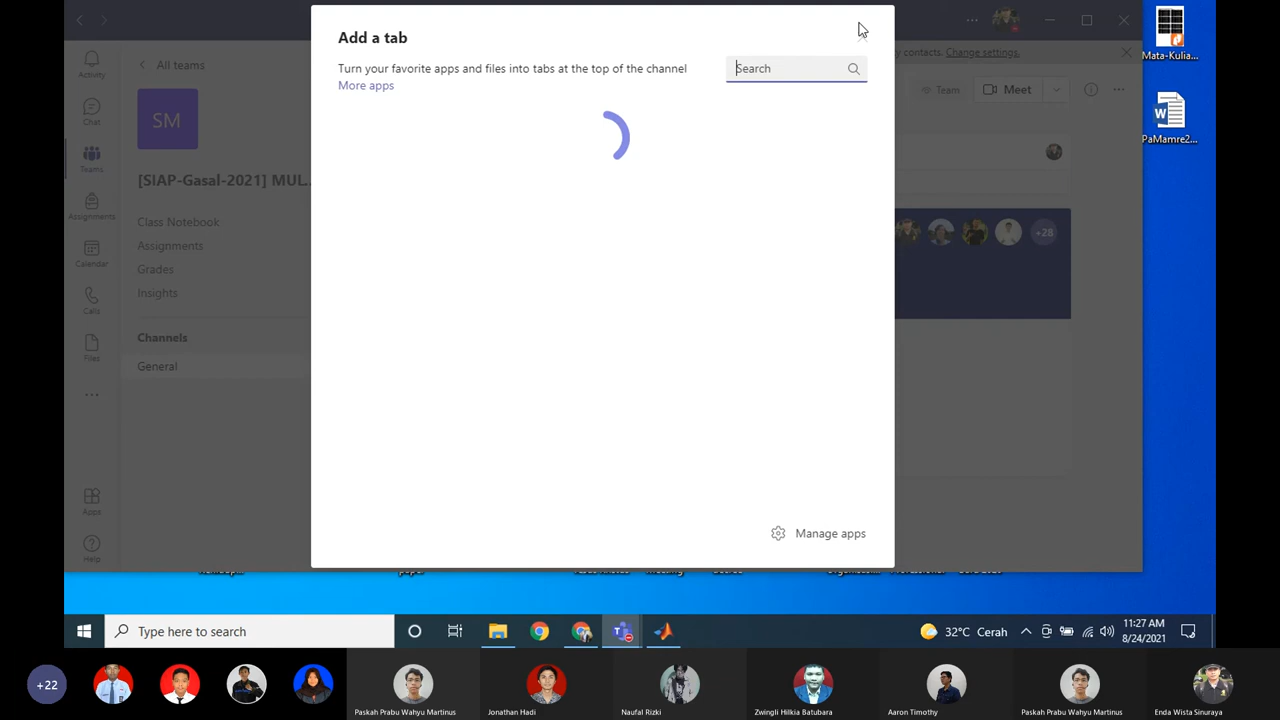 Add a tab
Turn your favorite apps and files into tabs at the top of the channel
More apps
Search
Manage apps
y contacts. Change settings.
Activity
Chat
Teams
Assignments
Calendar
Calls
Files
Apps
Help
All teams
SM
[SIAP-Gasal-2021] MUL...
Class Notebook
Assignments
Grades
Insights
Channels
General
Team
Meet
+28
Mata-Kulia...
PaMamre2...
Type here to search
32°C Cerah
11:27 AM
8/24/2021
+22
Paskah Prabu Wahyu Martinus
Jonathan Hadi
Naufal Rizki
Zwingli Hilkia Batubara
Aaron Timothy
Paskah Prabu Wahyu Martinus
Enda Wista Sinuraya